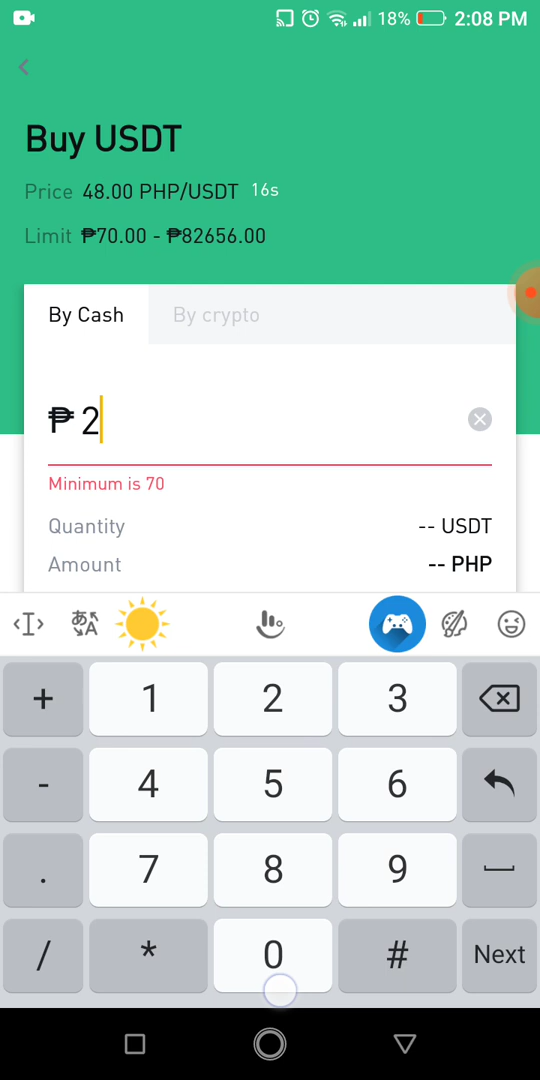 18% 2:08 PM
Buy USDT
Price 48.00 PHP/USDT 16s
Limit ₱70.00 - ₱82656.00
By Cash By crypto
₱ 2
Minimum is 70
Quantity -- USDT
Amount -- PHP
あA
+ 1 2 3
- 4 5 6
. 7 8 9
/ * 0 # Next